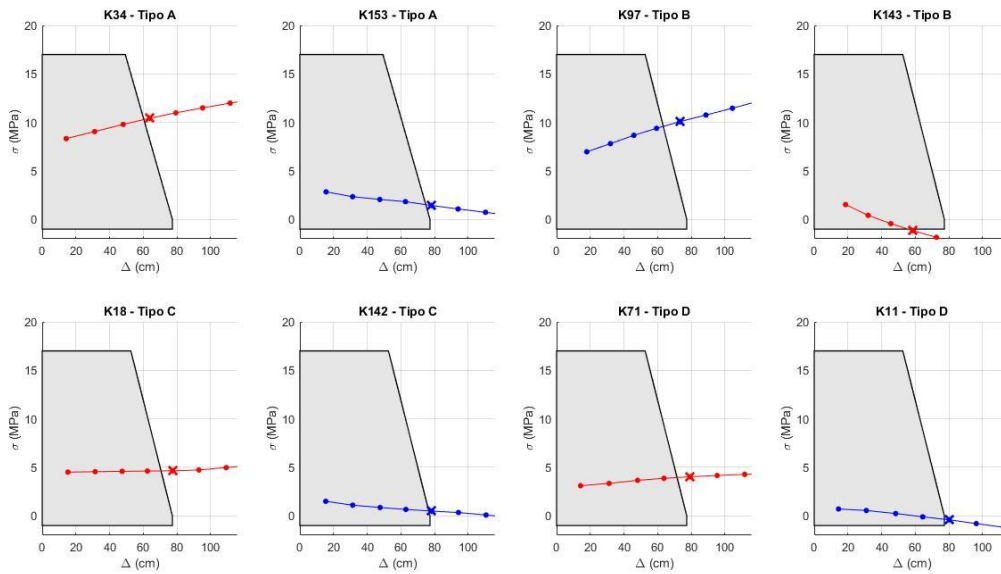 K34 - Tipo A
20
15
10
5
0
σ (MPa)
0 20 40 60 80 100
Δ (cm)
K153 - Tipo A
20
15
10
5
0
σ (MPa)
0 20 40 60 80 100
Δ (cm)
K97 - Tipo B
20
15
10
5
0
σ (MPa)
0 20 40 60 80 100
Δ (cm)
K143 - Tipo B
20
15
10
5
0
σ (MPa)
0 20 40 60 80 100
Δ (cm)
K18 - Tipo C
20
15
10
5
0
σ (MPa)
0 20 40 60 80 100
Δ (cm)
K142 - Tipo C
20
15
10
5
0
σ (MPa)
0 20 40 60 80 100
Δ (cm)
K71 - Tipo D
20
15
10
5
0
σ (MPa)
0 20 40 60 80 100
Δ (cm)
K11 - Tipo D
20
15
10
5
0
σ (MPa)
0 20 40 60 80 100
Δ (cm)